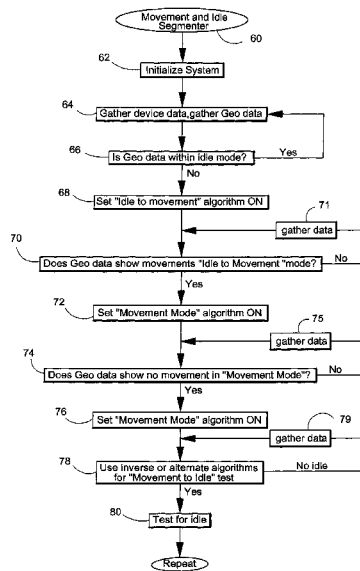 Movement and Idle
Segmenter
60
62
Initialize System
64
Gather device data,gather Geo data
66
Is Geo data within idle mode?
Yes
No
68
Set "Idle to movement" algorithm ON
71
gather data
70
Does Geo data show movements "Idle to Movement "mode?
No
Yes
72
Set "Movement Mode" algorithm ON
75
gather data
74
Does Geo data show no movement in "Movement Mode"?
No
Yes
76
Set "Movement Mode" algorithm ON
79
gather data
78
Use inverse or alternate algorithms
for "Movement to Idle" test
No idle
Yes
80
Test for idle
Repeat